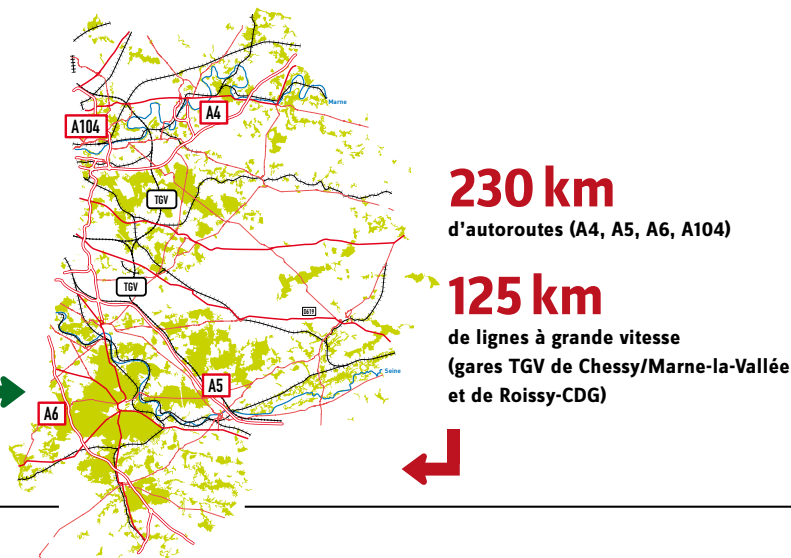 Marne
A4
A104
TGV
TGV
D619
Seine
A5
A6
230 km
d'autoroutes (A4, A5, A6, A104)
125 km
de lignes à grande vitesse
(gares TGV de Chessy/Marne-la-Vallée
et de Roissy-CDG)